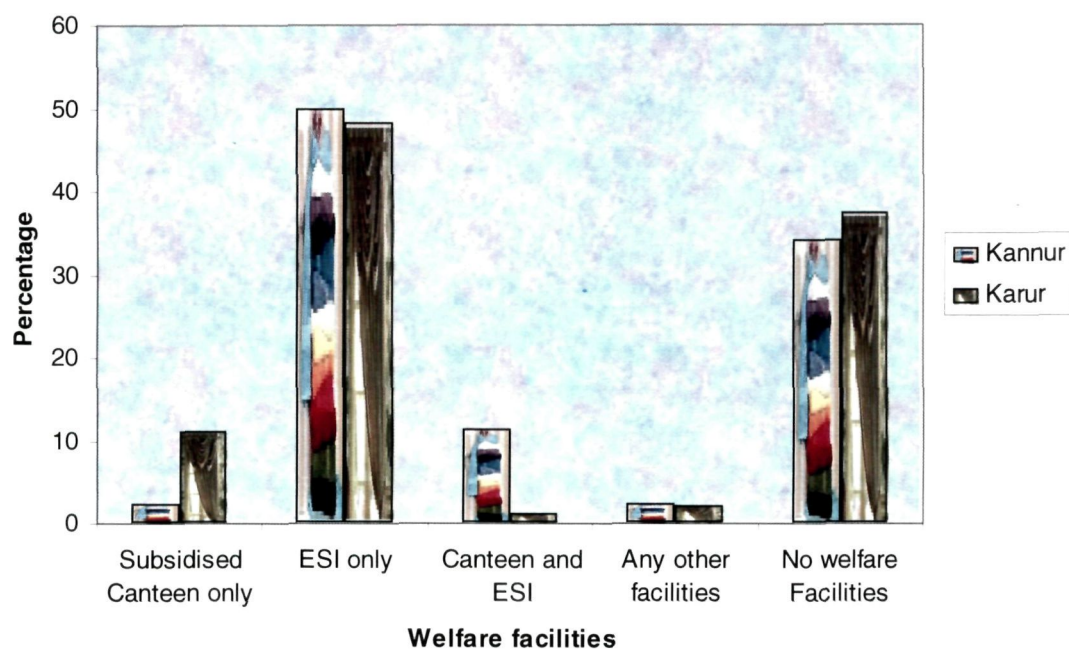 60
50
40
30
20
10
0
Percentage
Subsidised
Canteen only
ESI only
Canteen and
ESI
Any other
facilities
No welfare
Facilities
Welfare facilities
Kannur
Karur